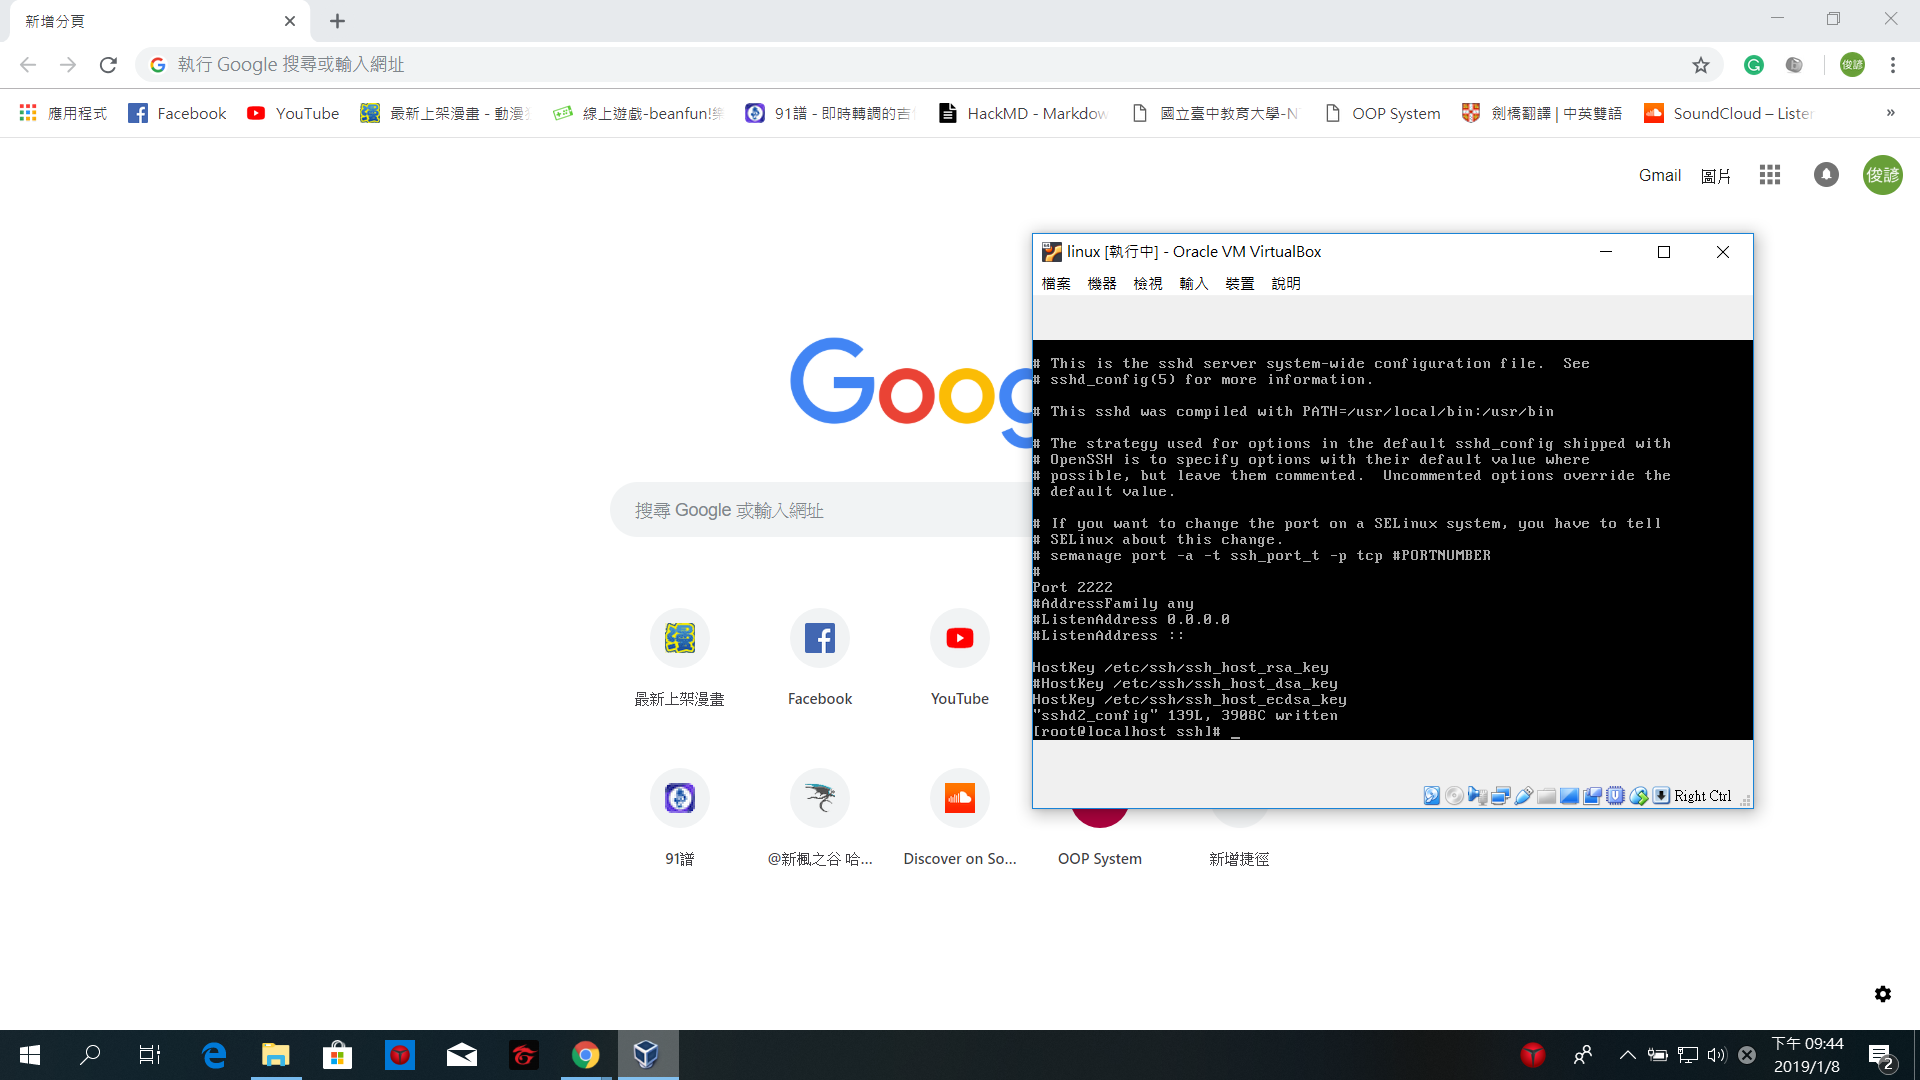 新增分頁
執行 Google 搜尋或輸入網址
俊諺
應用程式
Facebook
YouTube
最新上架漫畫 - 動漫
線上遊戲-beanfun!
91譜 - 即時轉調的吉
HackMD - Markdow
國立臺中教育大學-N
OOP System
劍橋翻譯 | 中英雙語
SoundCloud – Lister
»
Gmail
圖片
俊諺
Goog
搜尋 Google 或輸入網址
最新上架漫畫
Facebook
YouTube
91譜
@新楓之谷 哈...
Discover on So...
OOP System
新增捷徑
linux [執行中] - Oracle VM VirtualBox
檔案 機器 檢視 輸入 裝置 說明
# This is the sshd server system-wide configuration file.  See
# sshd_config(5) for more information.
# This sshd was compiled with PATH=/usr/local/bin:/usr/bin
# The strategy used for options in the default sshd_config shipped with
# OpenSSH is to specify options with their default value where
# possible, but leave them commented.  Uncommented options override the
# default value.
# If you want to change the port on a SELinux system, you have to tell
# SELinux about this change.
# semanage port -a -t ssh_port_t -p tcp #PORTNUMBER
#
Port 2222
#AddressFamily any
#ListenAddress 0.0.0.0
#ListenAddress ::
HostKey /etc/ssh/ssh_host_rsa_key
#HostKey /etc/ssh/ssh_host_dsa_key
HostKey /etc/ssh/ssh_host_ecdsa_key
"sshd2_config" 139L, 3908C written
[root@localhost ssh]# _
Right Ctrl
下午 09:44
2019/1/8
2